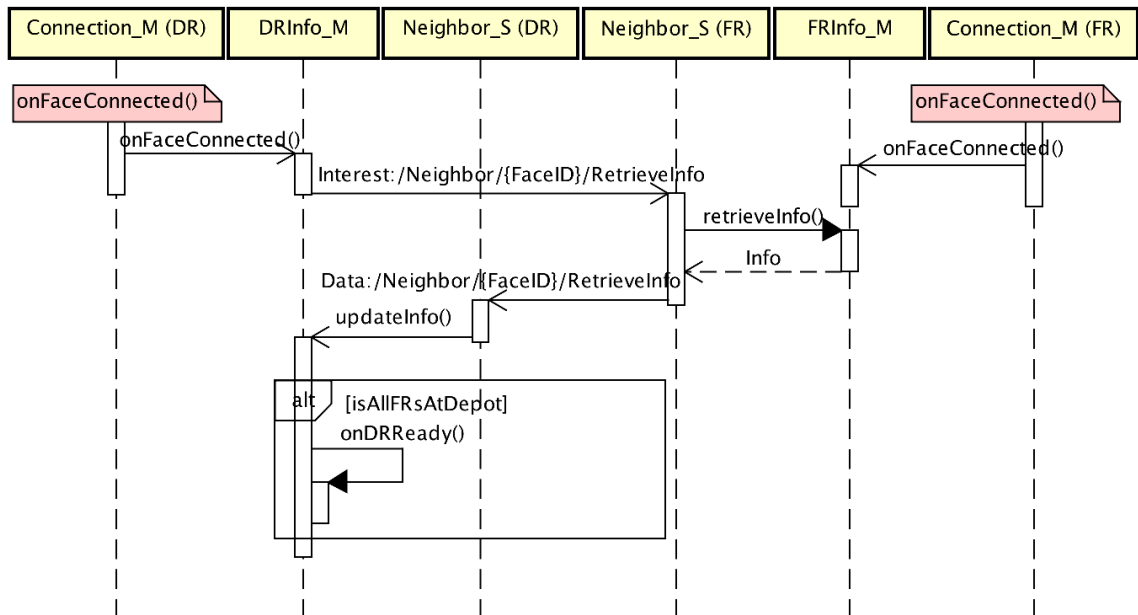 Connection_M (DR)
DRInfo_M
Neighbor_S (DR)
Neighbor_S (FR)
FRInfo_M
Connection_M (FR)
onFaceConnected()
onFaceConnected()
onFaceConnected()
onFaceConnected()
Interest:/Neighbor/{FaceID}/RetrieveInfo
retrieveInfo()
Info
Data:/Neighbor/{FaceID}/RetrieveInfo
updateInfo()
alt
[isAllFRsAtDepot]
onDRReady()